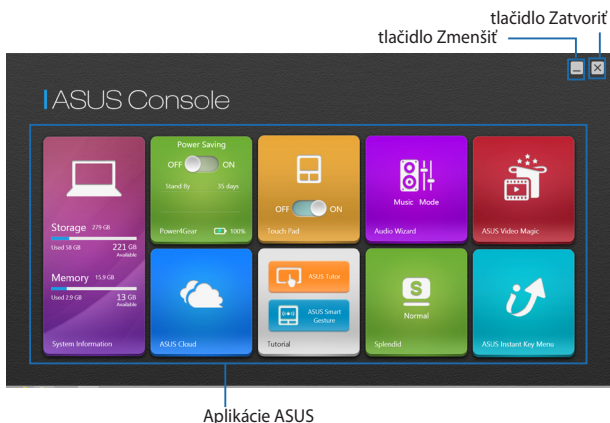 tlačidlo Zatvoriť
tlačidlo Zmenšiť
ASUS Console
Storage 279 GB
Used 58 GB 221 GB
Available
Memory 15.9 GB
Used 2.9 GB 13 GB
Available
System Information
Power Saving
OFF ON
Stand By 35 days
Power4Gear 100%
OFF ON
Touch Pad
Music Mode
Audio Wizard
ASUS Video Magic
ASUS Cloud
ASUS Tutor
ASUS Smart
Gesture
Tutorial
S
Normal
Splendid
ASUS Instant Key Menu
Aplikácie ASUS